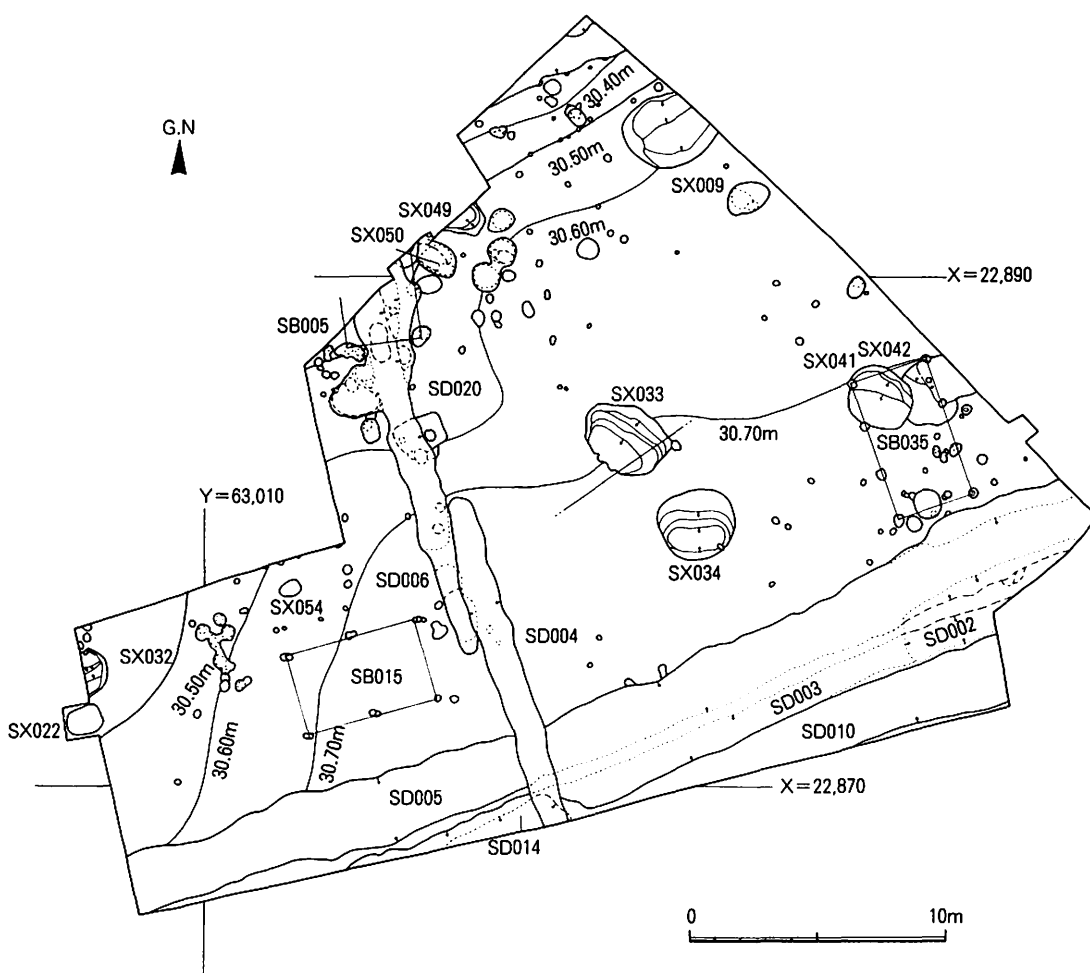 30.40m
G.N
30.50m
SX009
SX049
SX050
30.60m
X=22,890
SB005
SX041
SX042
SD020
SX033
30.70m
SB035
Y=63,010
SX034
SD006
SX054
SD004
SD002
SX032
SB015
30.50m
SD003
SX022
SD010
30.60m
30.70m
X=22,870
SD005
SD014
0
10m